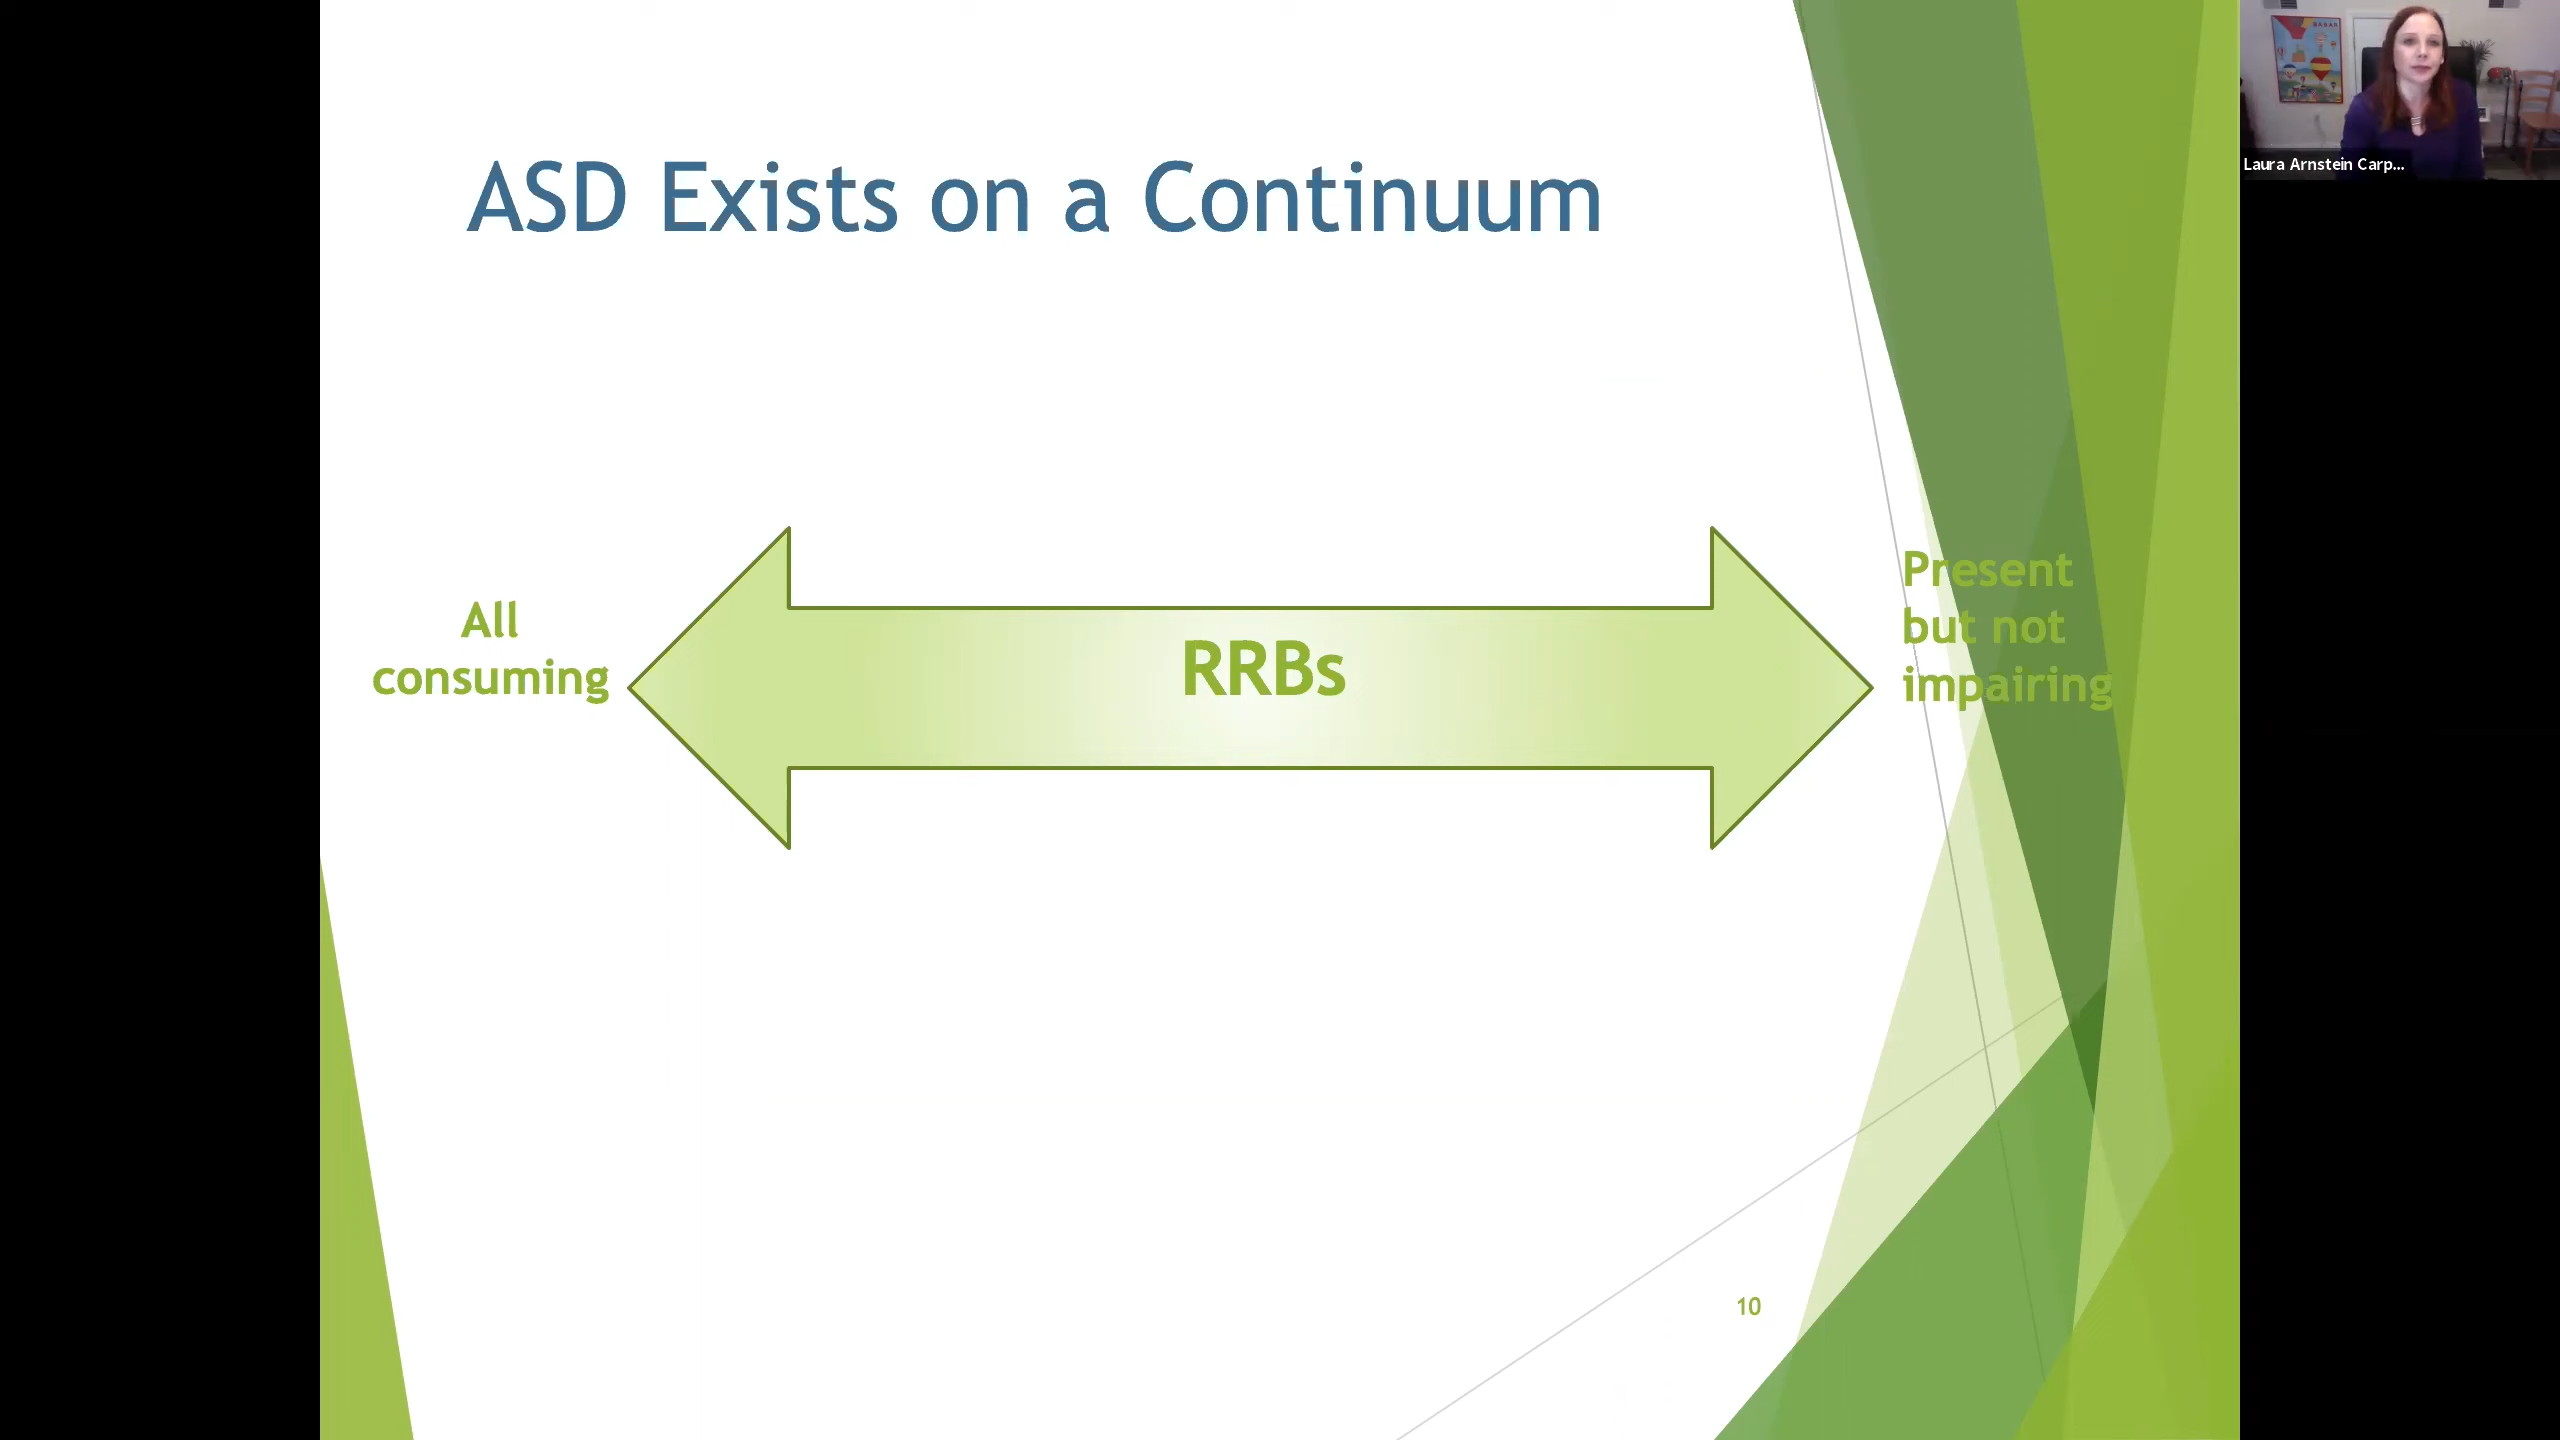 ASD Exists on a Continuum
All
consuming
RRBs
Present
but not
impairing
10
Laura Arnstein Carp...